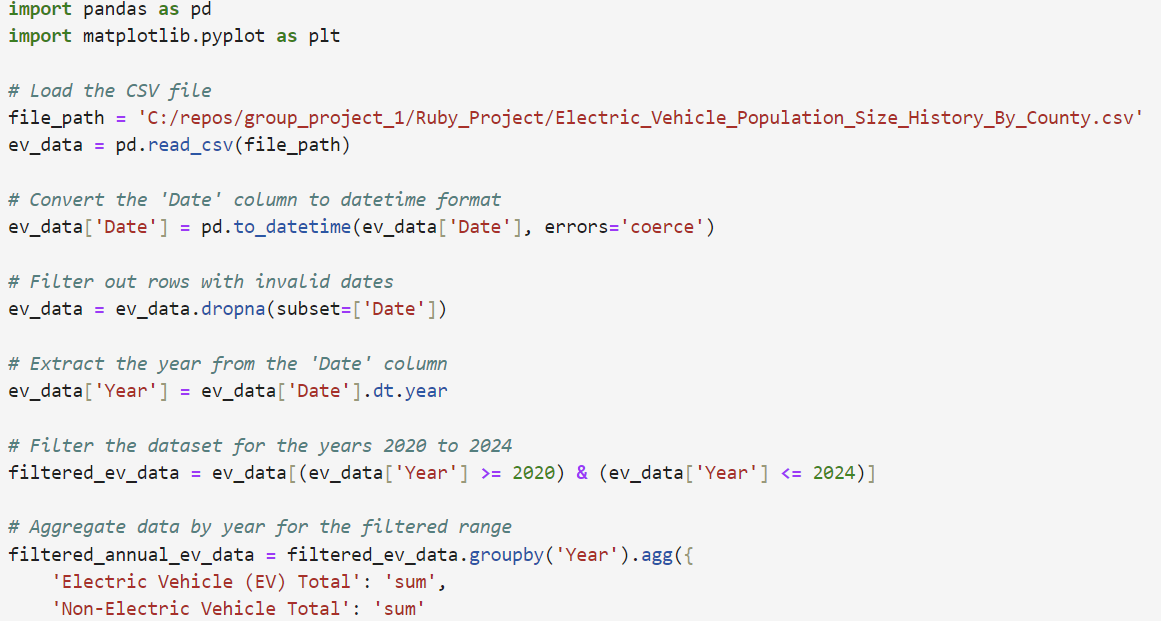 import pandas as pd
import matplotlib.pyplot as plt
# Load the CSV file
file_path = 'C:/repos/group_project_1/Ruby_Project/Electric_Vehicle_Population_Size_History_By_County.csv'
ev_data = pd.read_csv(file_path)
# Convert the 'Date' column to datetime format
ev_data['Date'] = pd.to_datetime(ev_data['Date'], errors='coerce')
# Filter out rows with invalid dates
ev_data = ev_data.dropna(subset=['Date'])
# Extract the year from the 'Date' column
ev_data['Year'] = ev_data['Date'].dt.year
# Filter the dataset for the years 2020 to 2024
filtered_ev_data = ev_data[(ev_data['Year'] >= 2020) & (ev_data['Year'] <= 2024)]
# Aggregate data by year for the filtered range
filtered_annual_ev_data = filtered_ev_data.groupby('Year').agg({
    'Electric Vehicle (EV) Total': 'sum',
    'Non-Electric Vehicle Total': 'sum'